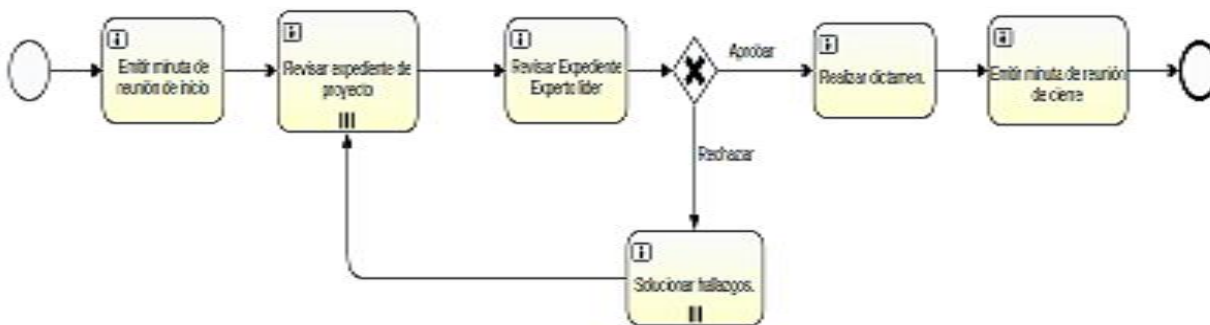 Emitir minuta de
reunión de inicio
Revisar expediente de
proyecto
Revisar Expediente
Experto líder
Aprobar
Realizar dictamen.
Emitir minuta de reunión
de cierre
Rechazar
Solucionar hallazgos.